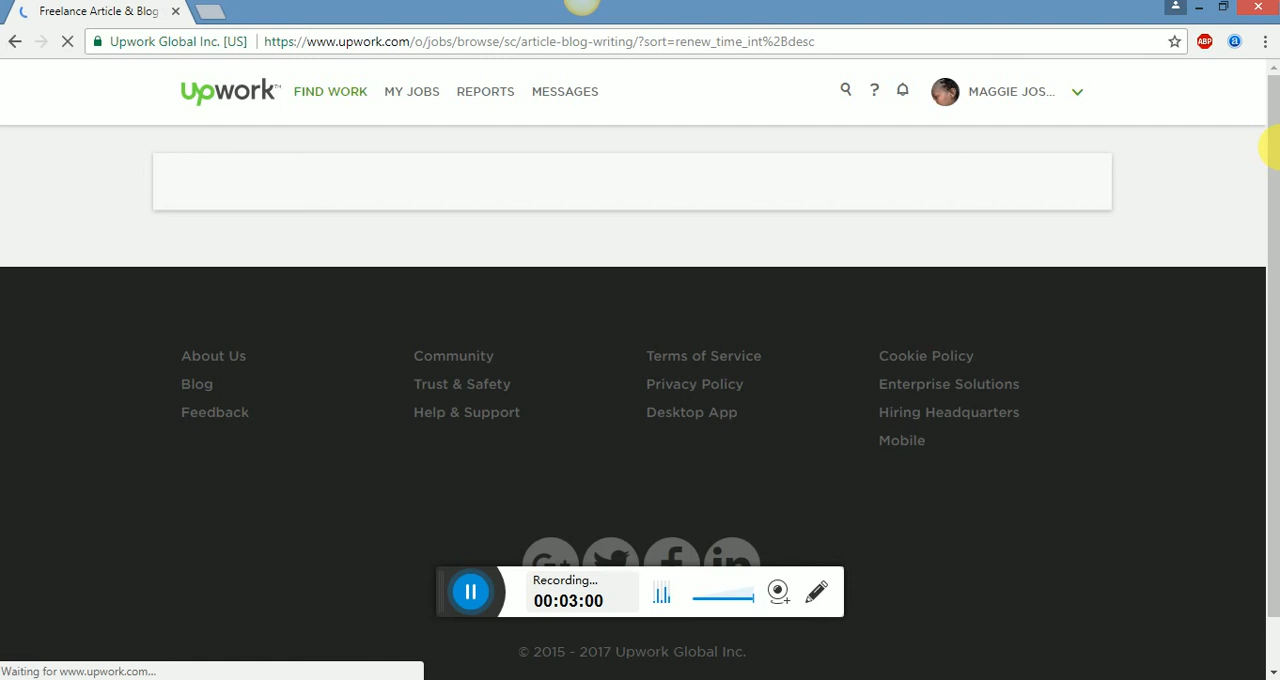 Freelance Article & Blog
Upwork Global Inc. [US] https://www.upwork.com/o/jobs/browse/sc/article-blog-writing/?sort=renew_time_int%2Bdesc
ABP
a
upwork™ FIND WORK MY JOBS REPORTS MESSAGES ? MAGGIE JOS...
About Us Community Terms of Service Cookie Policy
Blog Trust & Safety Privacy Policy Enterprise Solutions
Feedback Help & Support Desktop App Hiring Headquarters
Mobile
G+ f in
Recording...
00:03:00
© 2015 - 2017 Upwork Global Inc.
Waiting for www.upwork.com...